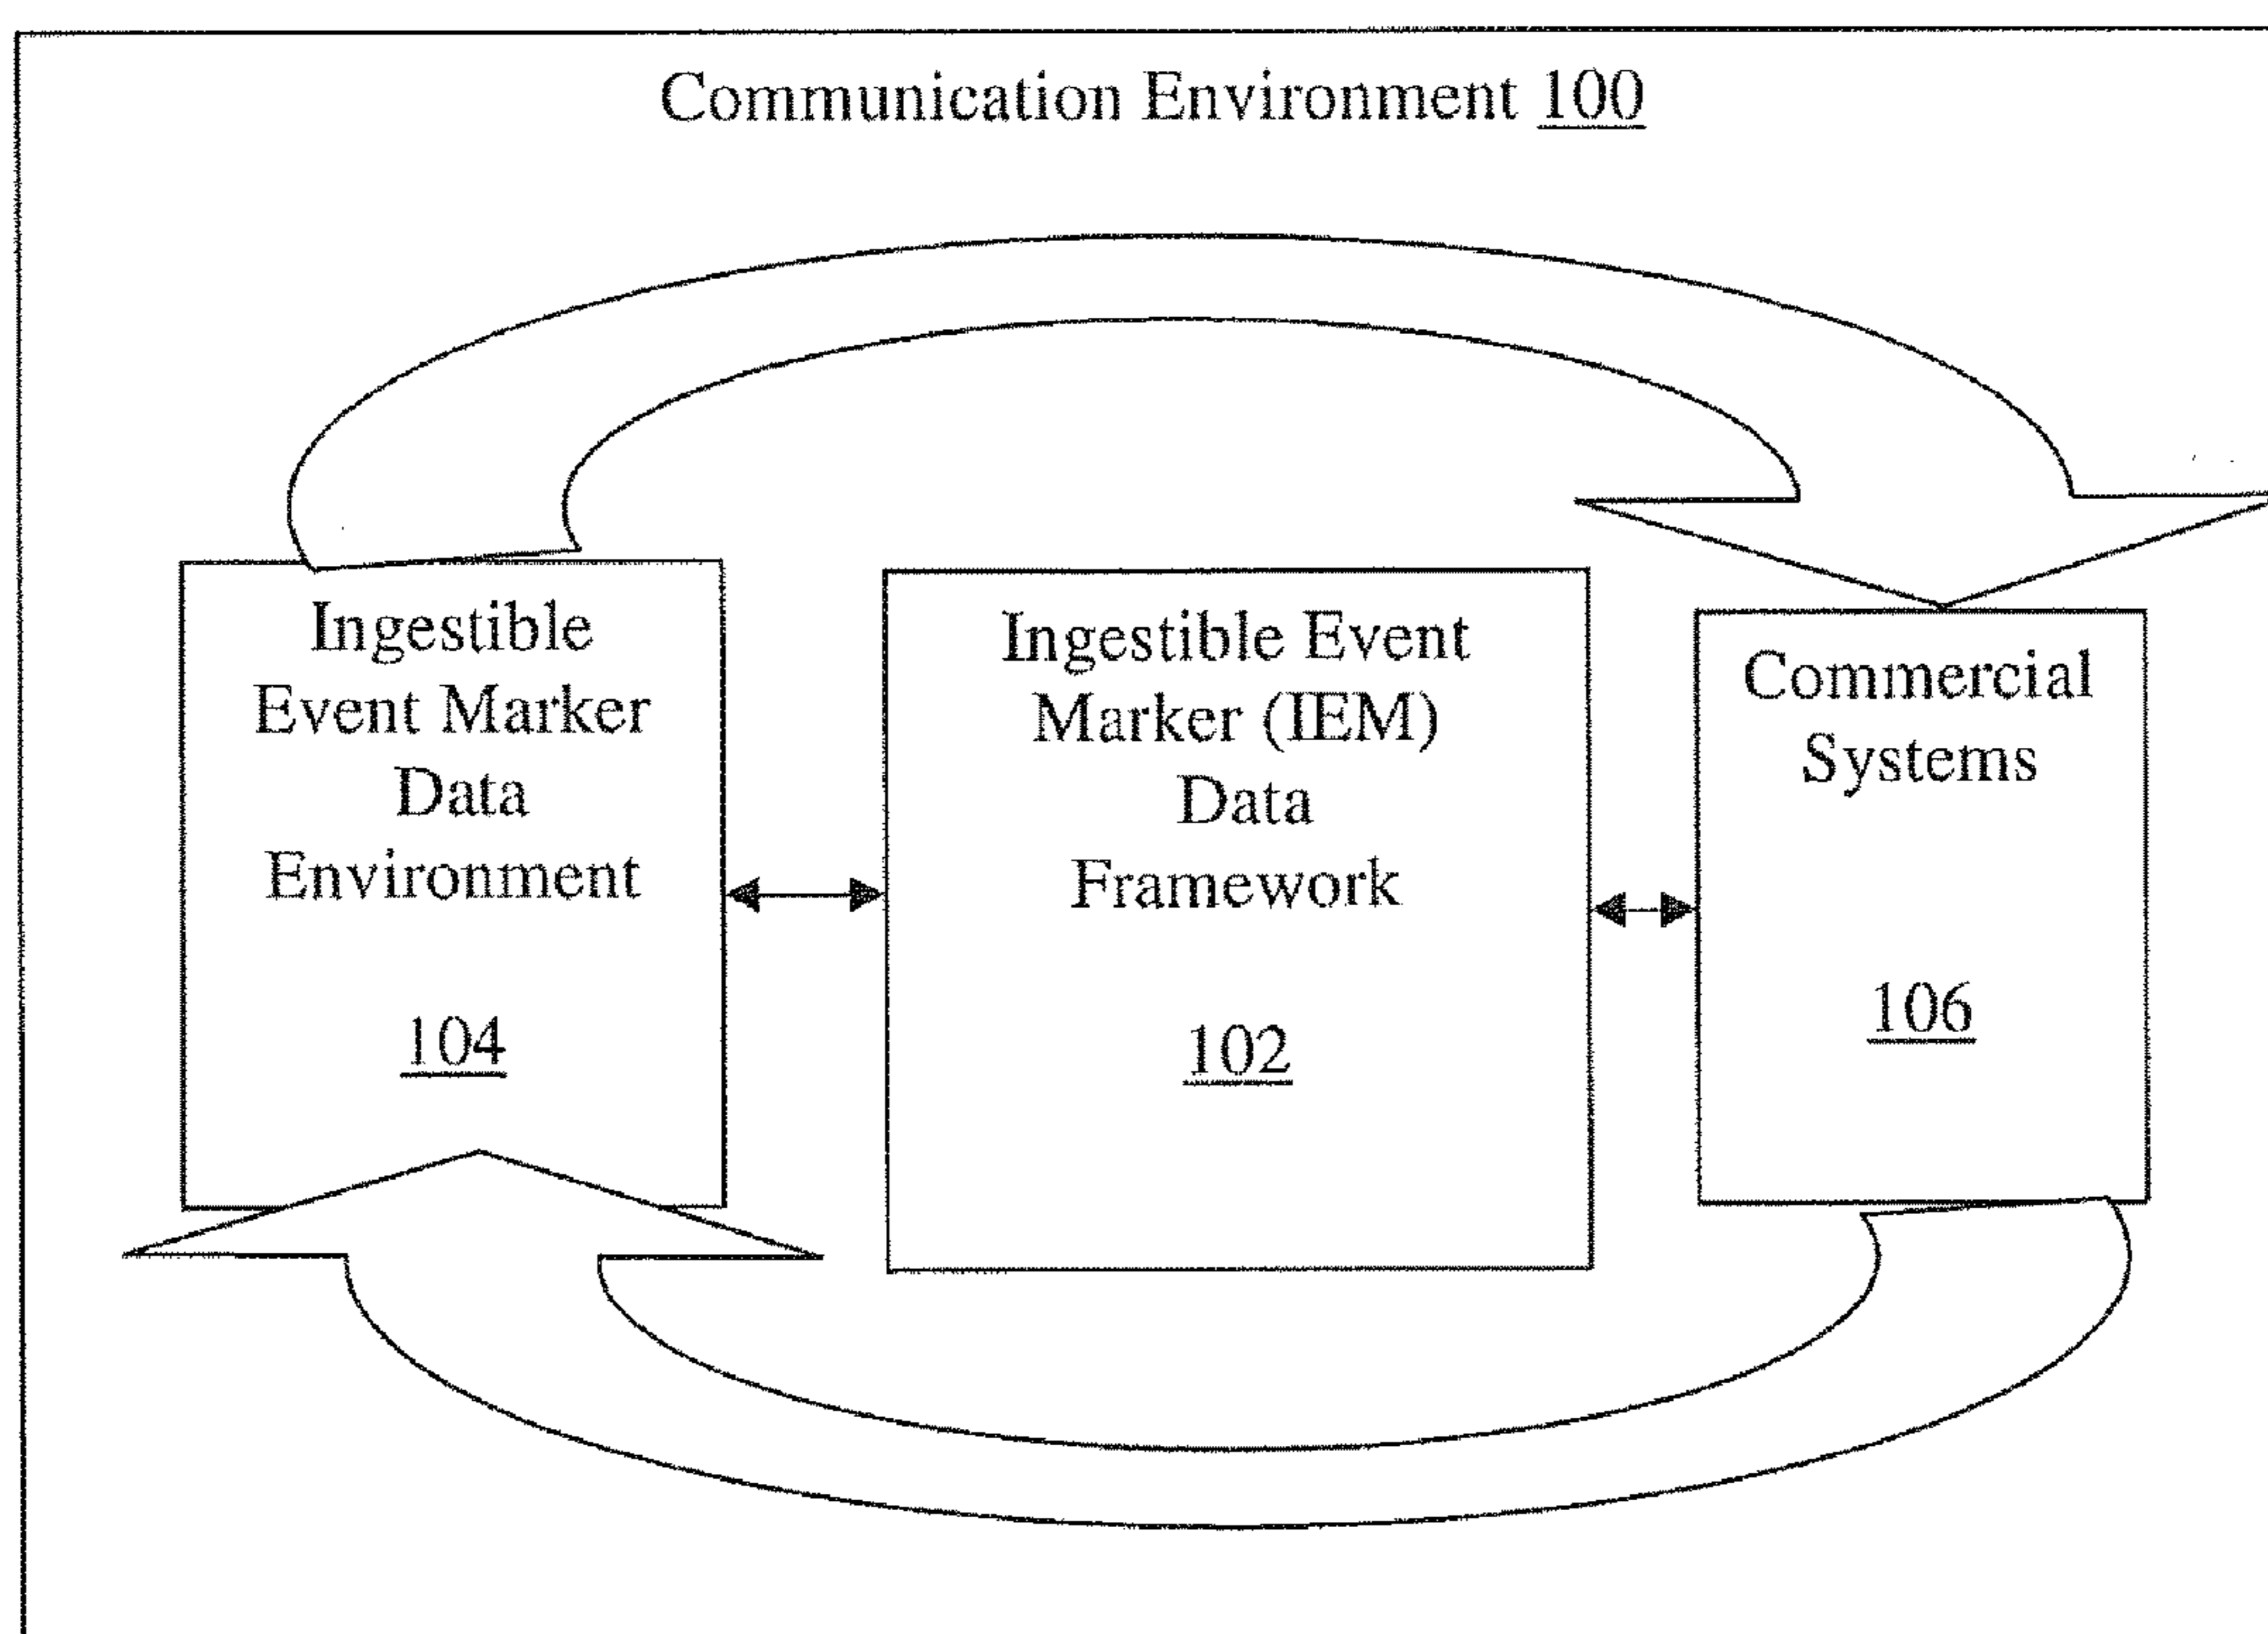 Communication Environment 100
Ingestible
Event Marker
Data
Environment
104
Ingestible Event
Marker (IEM)
Data
Framework
102
Commercial
Systems
106